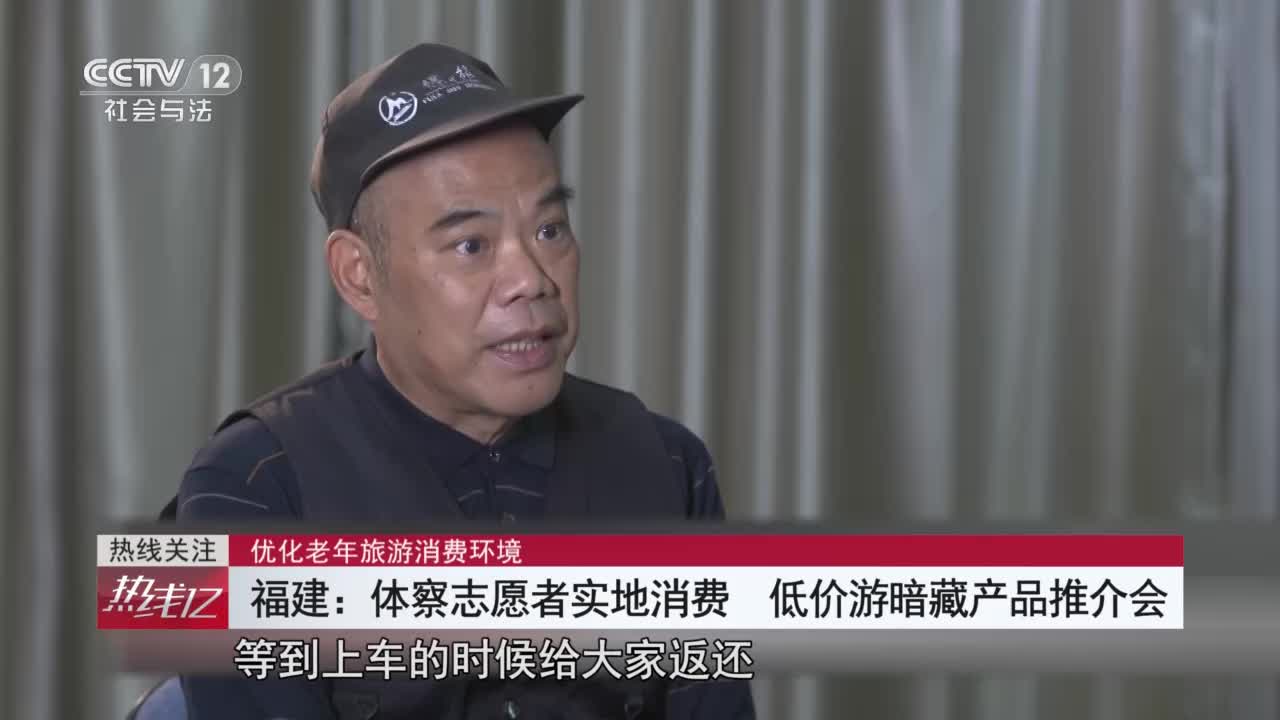 CCTV 12
社会与法
热线关注
优化老年旅游消费环境
热线12
福建：体察志愿者实地消费 低价游暗藏产品推介会
等到上车的时候给大家返还